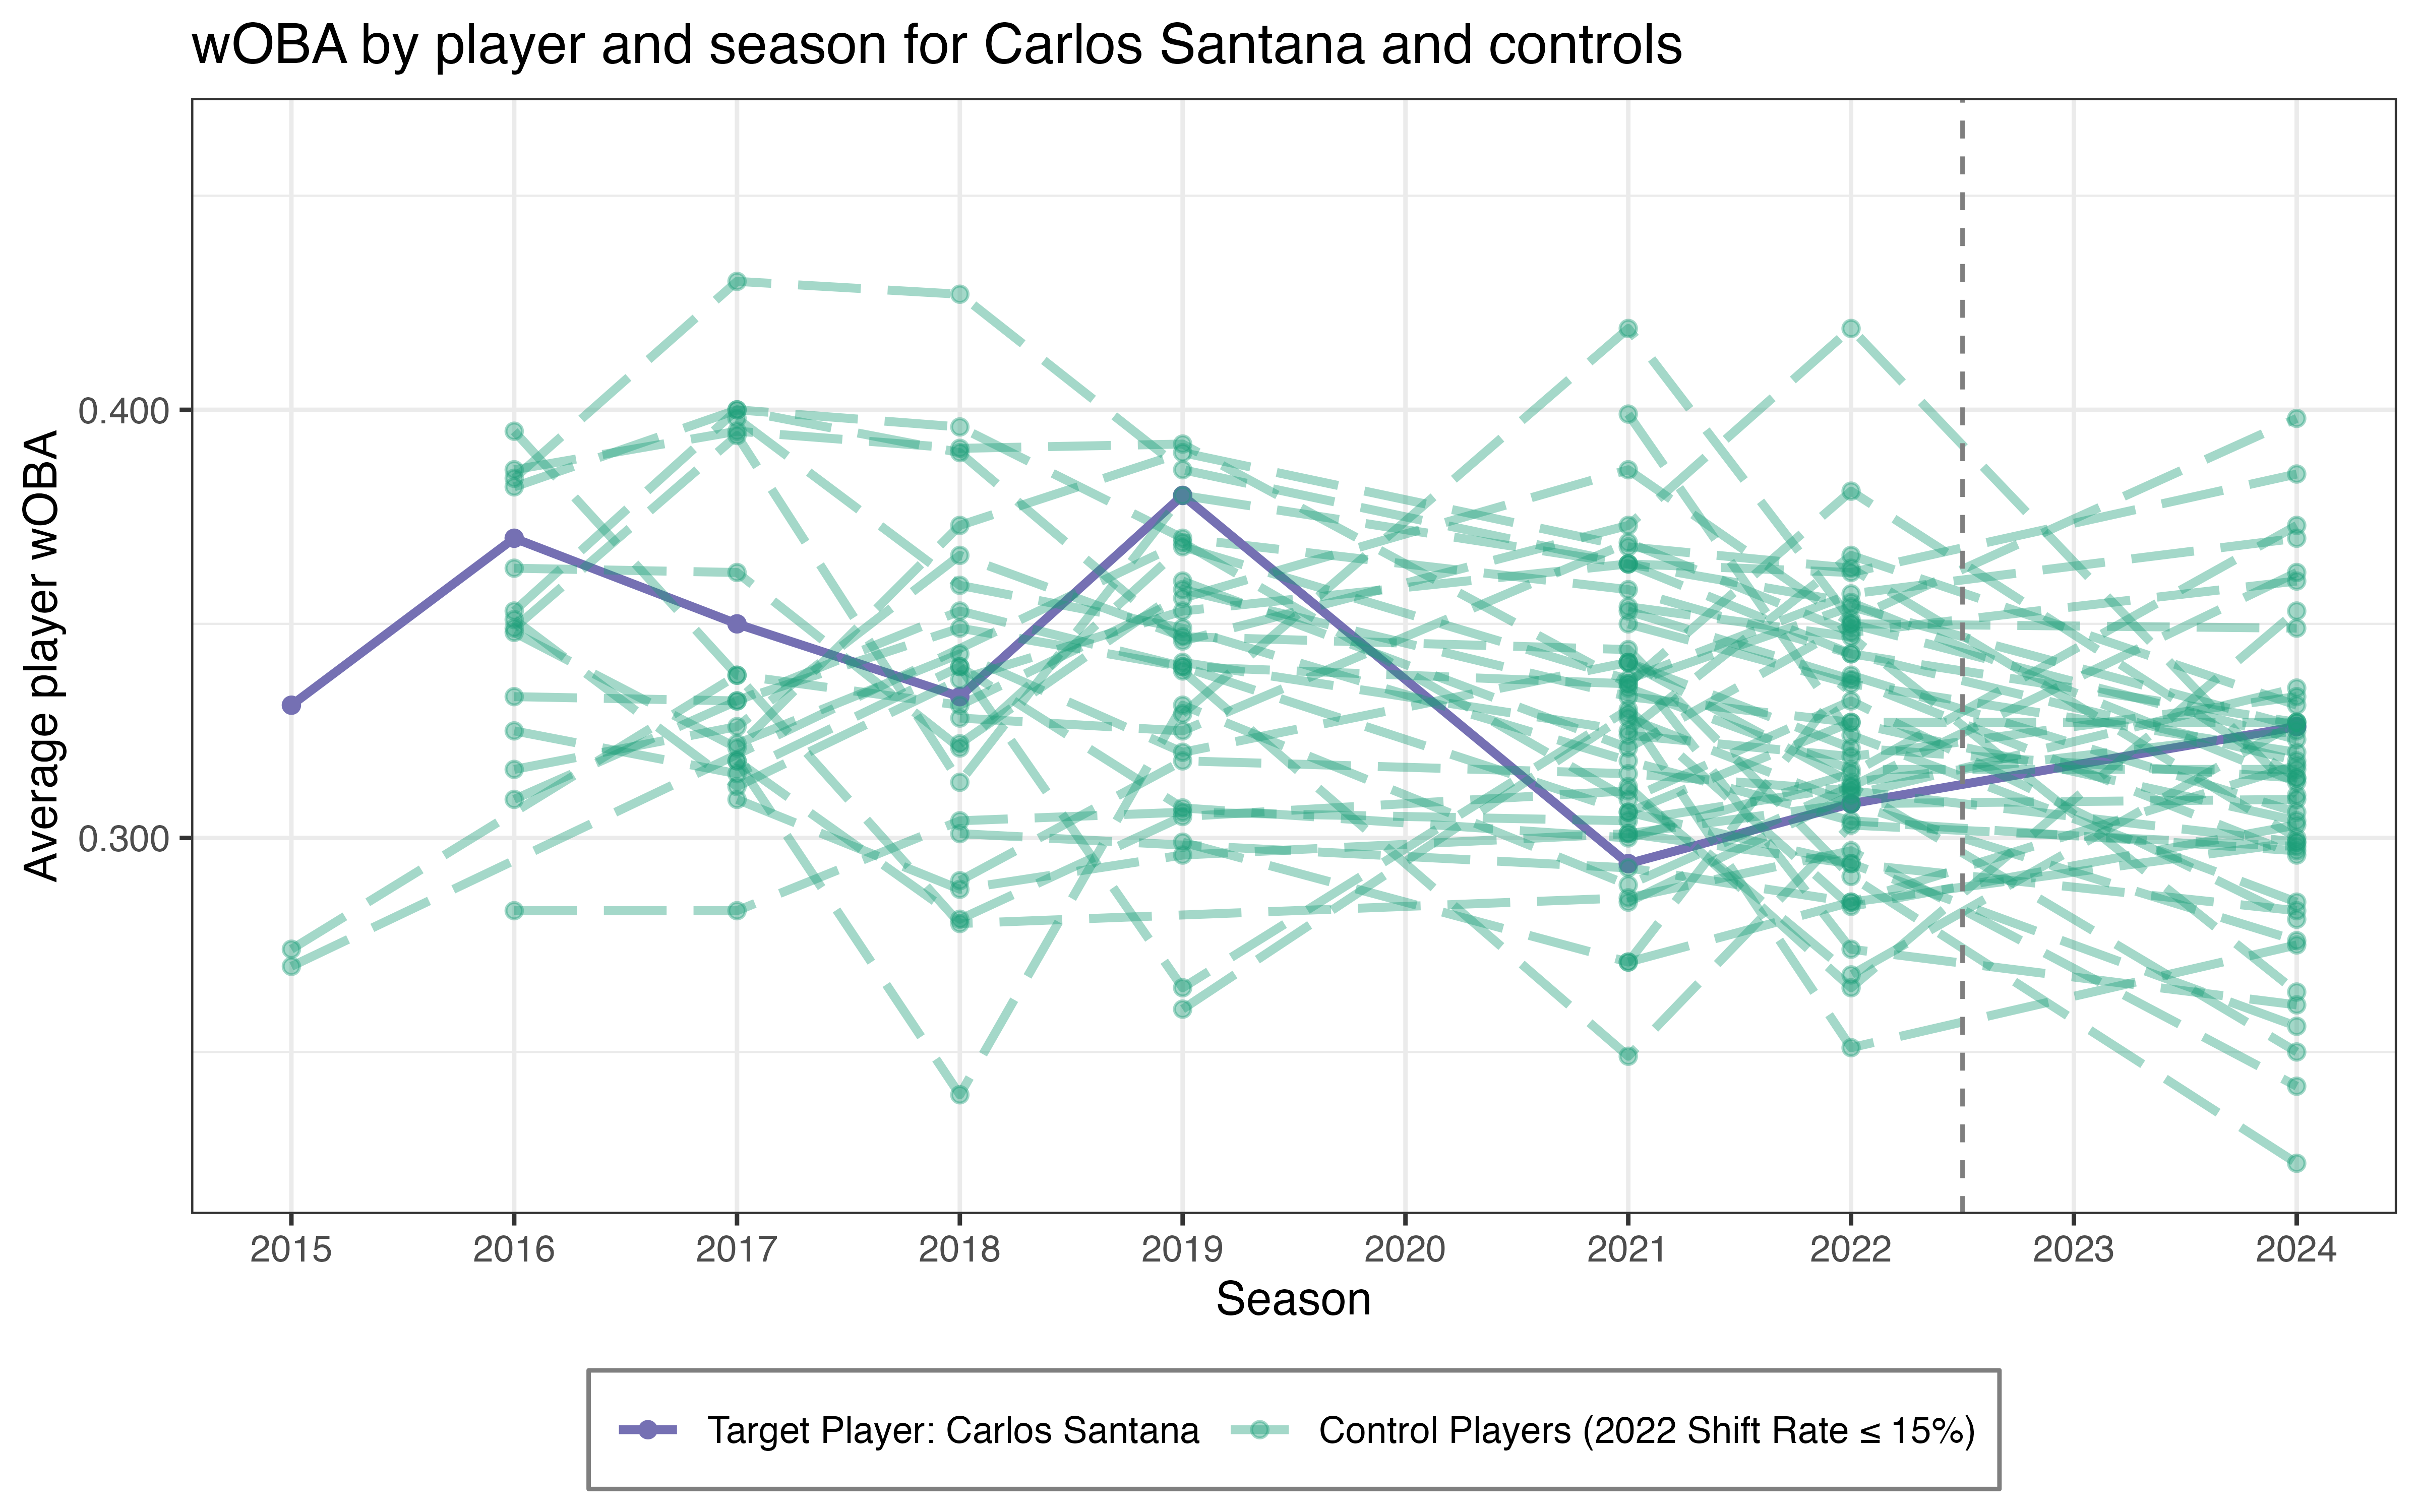 wOBA by player and season for Carlos Santana and controls
Average player wOBA
0.400
0.300
2015 2016 2017 2018 2019 2020 2021 2022 2023 2024
Season
Target Player: Carlos Santana Control Players (2022 Shift Rate ≤ 15%)